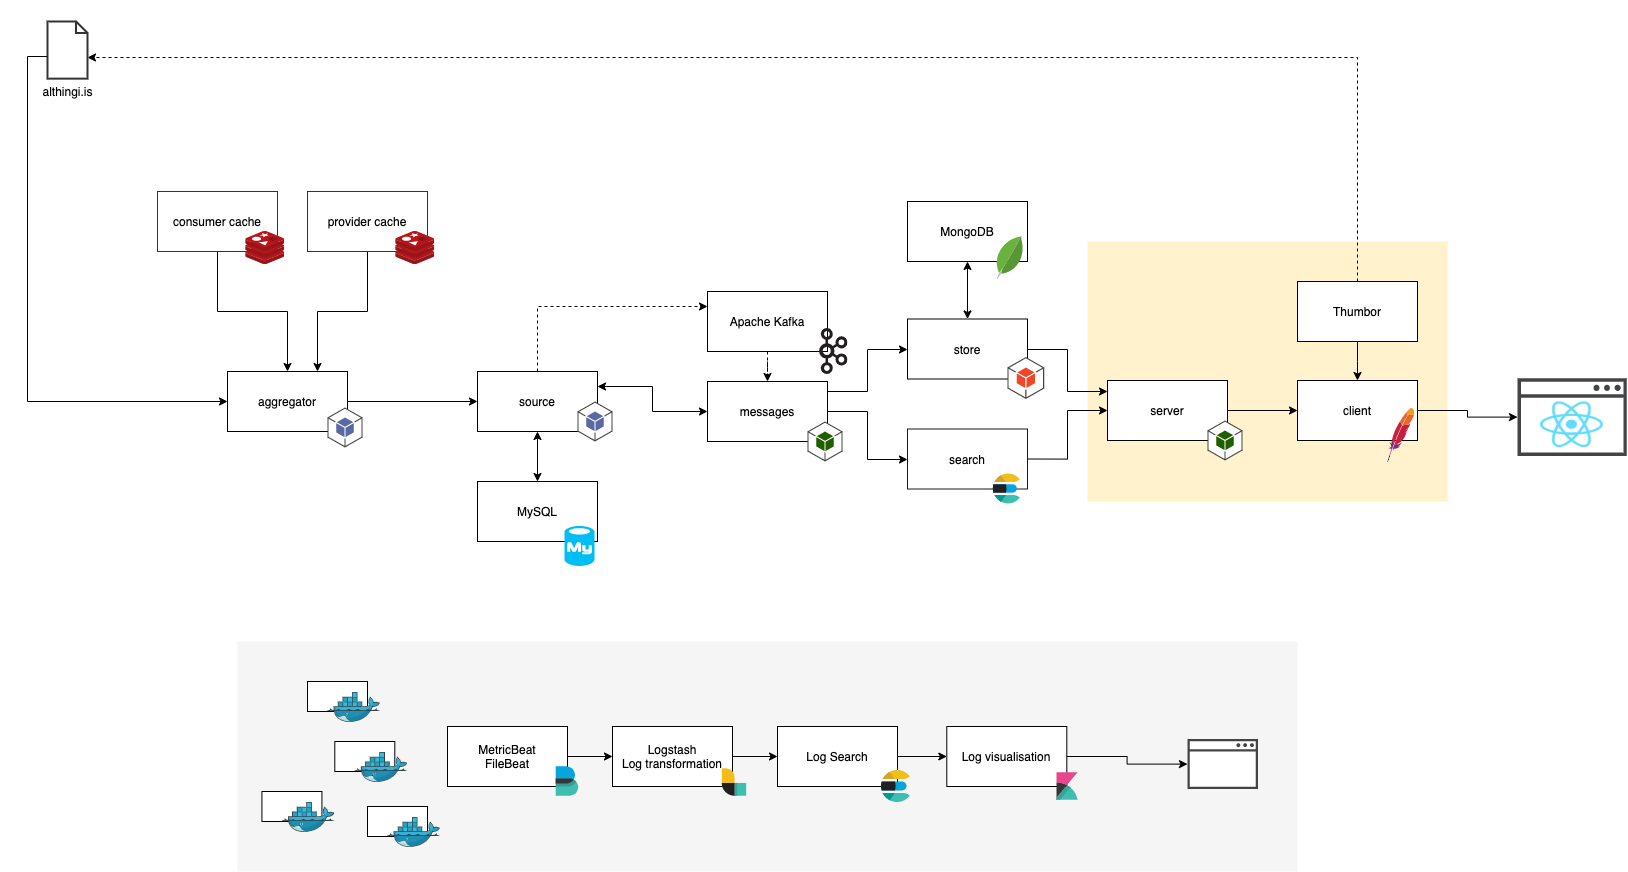 althingi.is
consumer cache
provider cache
MongoDB
Apache Kafka
Thumbor
store
aggregator
source
messages
server
client
search
MySQL
My
MetricBeat
FileBeat
Logstash
Log transformation
Log Search
Log visualisation